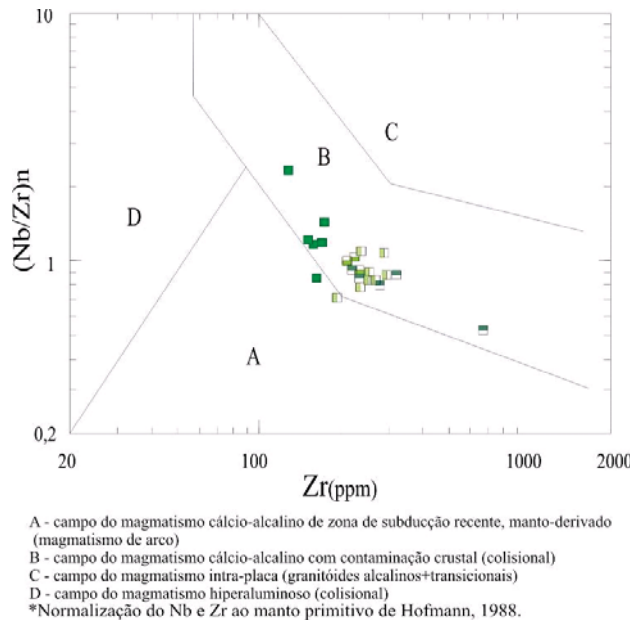 10
(Nb/Zr)n
1
0,2
C
B
D
A
20
100
1000
2000
Zr(ppm)
A - campo do magmatismo cálcio-alcalino de zona de subducção recente, manto-derivado
(magmatismo de arco)
B - campo do magmatismo cálcio-alcalino com contaminação crustal (colisional)
C - campo do magmatismo intra-placa (granitóides alcalinos+transicionais)
D - campo do magmatismo hiperaluminoso (colisional)
*Normalização do Nb e Zr ao manto primitivo de Hofmann, 1988.